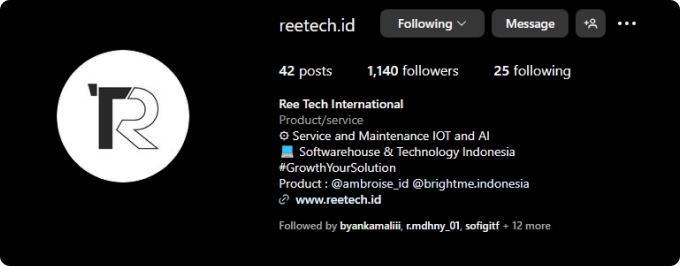 reetech.id Following Message
42 posts 1,140 followers 25 following
Ree Tech International
Product/service
⚙ Service and Maintenance IOT and AI
💻 Softwarehouse & Technology Indonesia
#GrowthYourSolution
Product : @ambroise_id @brightme.indonesia
www.reetech.id
Followed by byankamaliii, r.mdhny_01, sofigitf + 12 more
TR